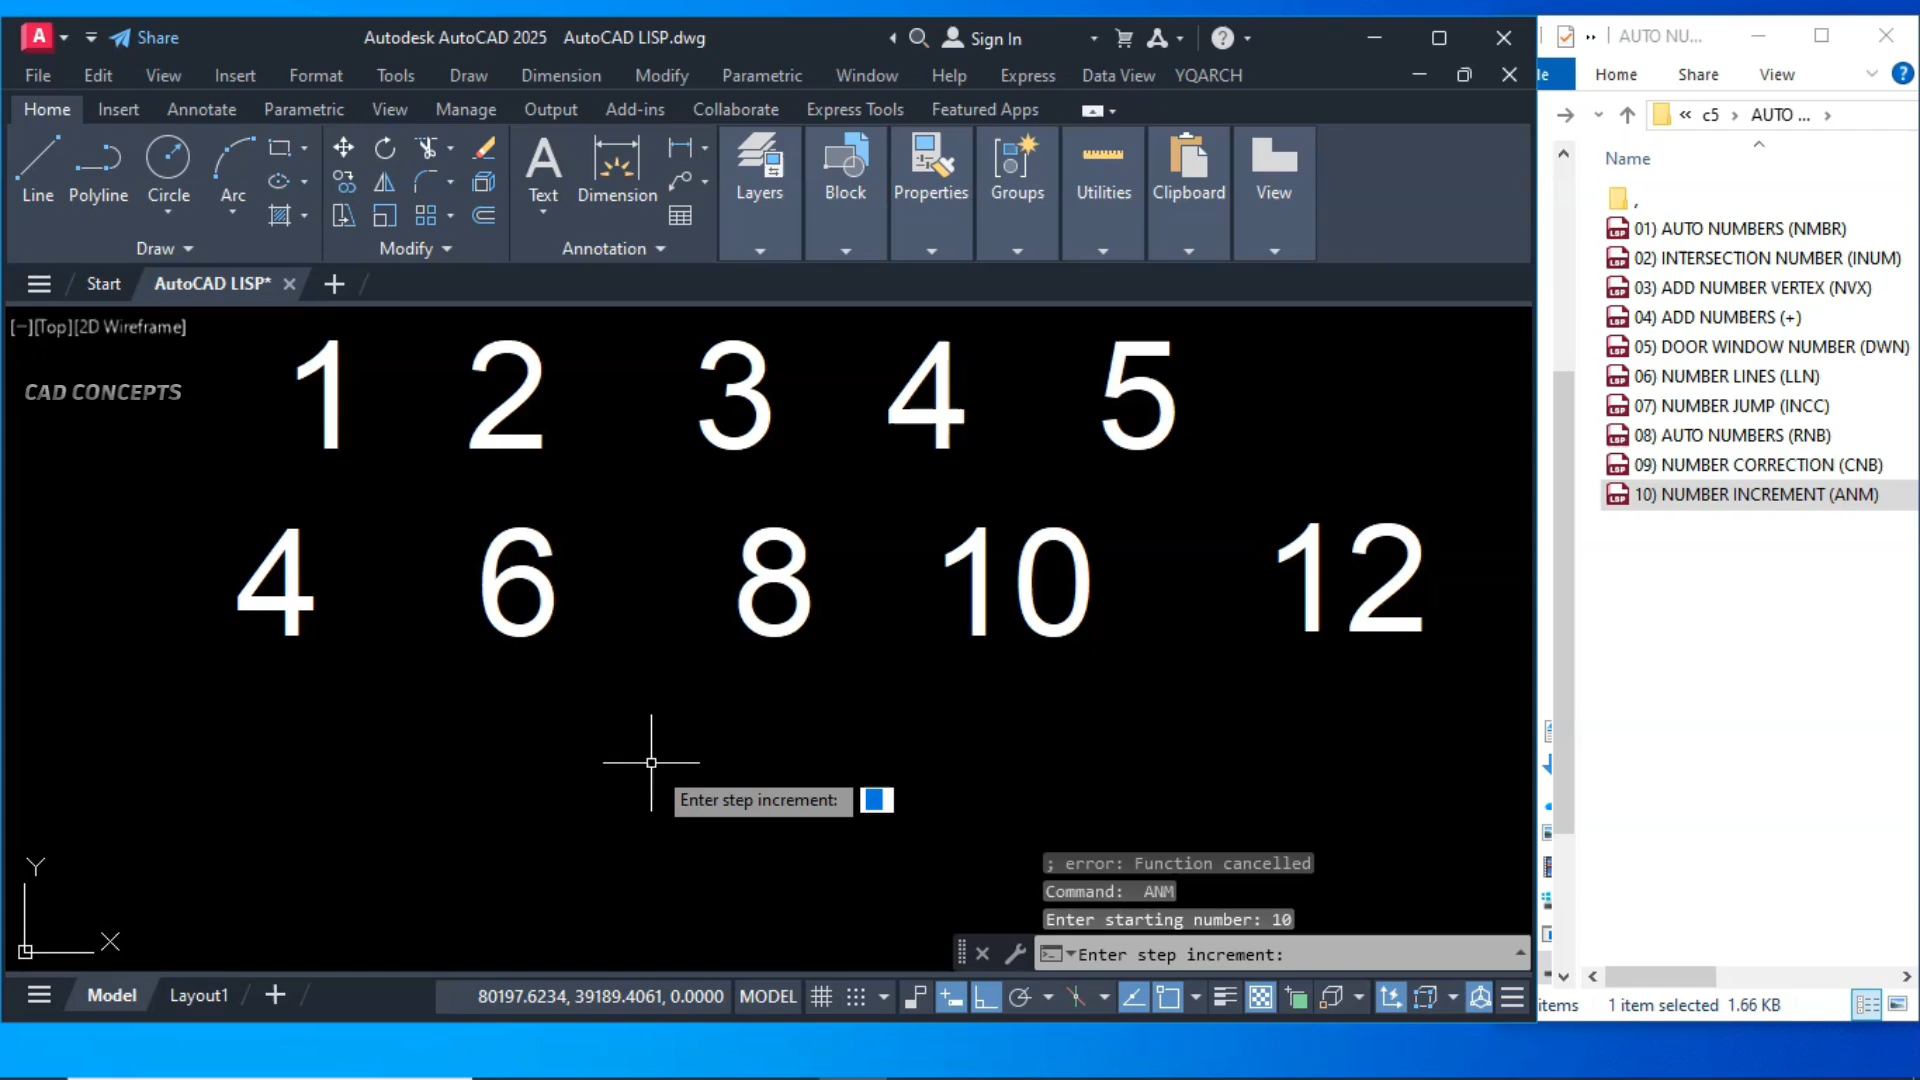 A Share Autodesk AutoCAD 2025 AutoCAD LISP.dwg Sign In
File Edit View Insert Format Tools Draw Dimension Modify Parametric Window Help Express Data View YQARCH
Home Insert Annotate Parametric View Manage Output Add-ins Collaborate Express Tools Featured Apps
Line Polyline Circle Arc Text Dimension Layers Block Properties Groups Utilities Clipboard View
Draw Modify Annotation
Start AutoCAD LISP*
[−][Top][2D Wireframe]
CAD CONCEPTS
1 2 3 4 5
4 6 8 10 12
Enter step increment:
; error: Function cancelled
Command: ANM
Enter starting number: 10
Enter step increment:
Y
X
Model Layout1 80197.6234, 39189.4061, 0.0000 MODEL
AUTO NU...
le Home Share View
« c5 › AUTO ... ›
Name
,
01) AUTO NUMBERS (NMBR)
02) INTERSECTION NUMBER (INUM)
03) ADD NUMBER VERTEX (NVX)
04) ADD NUMBERS (+)
05) DOOR WINDOW NUMBER (DWN)
06) NUMBER LINES (LLN)
07) NUMBER JUMP (INCC)
08) AUTO NUMBERS (RNB)
09) NUMBER CORRECTION (CNB)
10) NUMBER INCREMENT (ANM)
items 1 item selected 1.66 KB